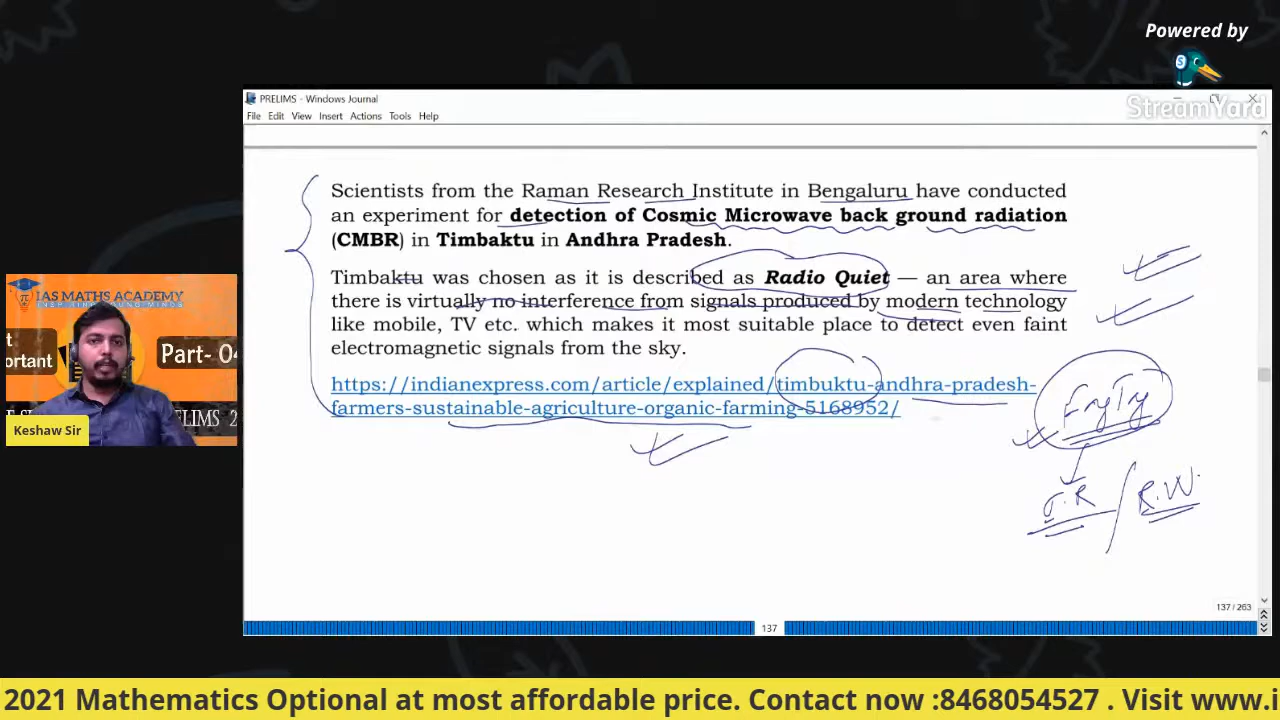 Powered by
StreamYard
PRELIMS - Windows Journal
File Edit View Insert Actions Tools Help
Scientists from the Raman Research Institute in Bengaluru have conducted
an experiment for detection of Cosmic Microwave back ground radiation
(CMBR) in Timbaktu in Andhra Pradesh.
Timbaktu was chosen as it is described as Radio Quiet — an area where
there is virtually no interference from signals produced by modern technology
like mobile, TV etc. which makes it most suitable place to detect even faint
electromagnetic signals from the sky.
https://indianexpress.com/article/explained/timbuktu-andhra-pradesh-
farmers-sustainable-agriculture-organic-farming-5168952/
R.W.
137 / 263
137
IAS MATHS ACADEMY
Part- 04
Keshaw Sir
2021 Mathematics Optional at most affordable price. Contact now :8468054527 . Visit www.i